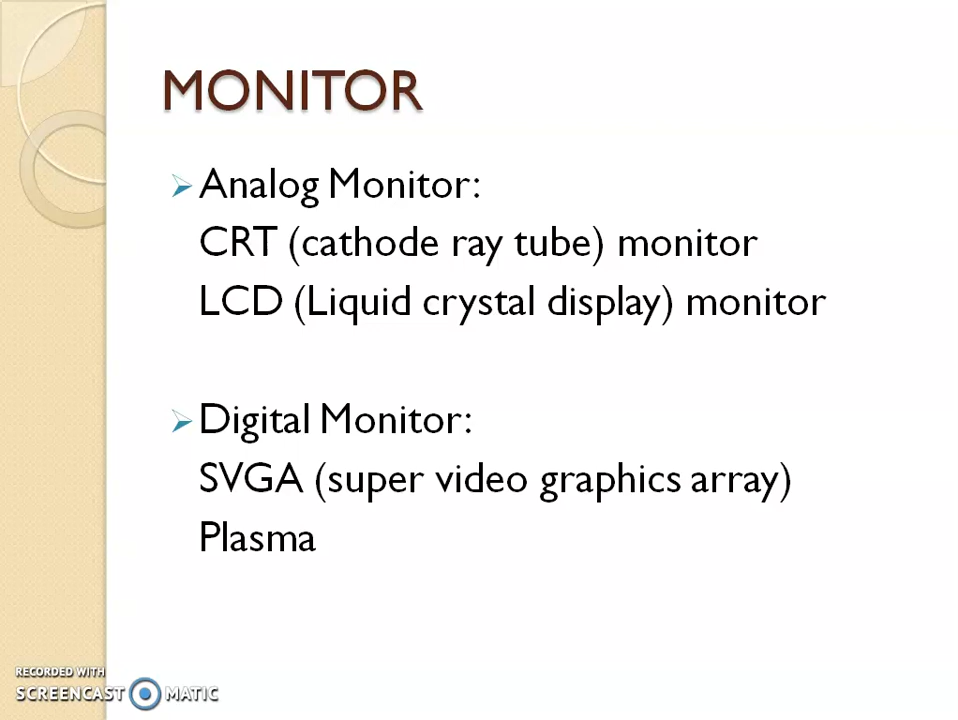 MONITOR
Analog Monitor:
CRT (cathode ray tube) monitor
LCD (Liquid crystal display) monitor
Digital Monitor:
SVGA (super video graphics array)
Plasma
RECORDED WITH
SCREENCAST MATIC